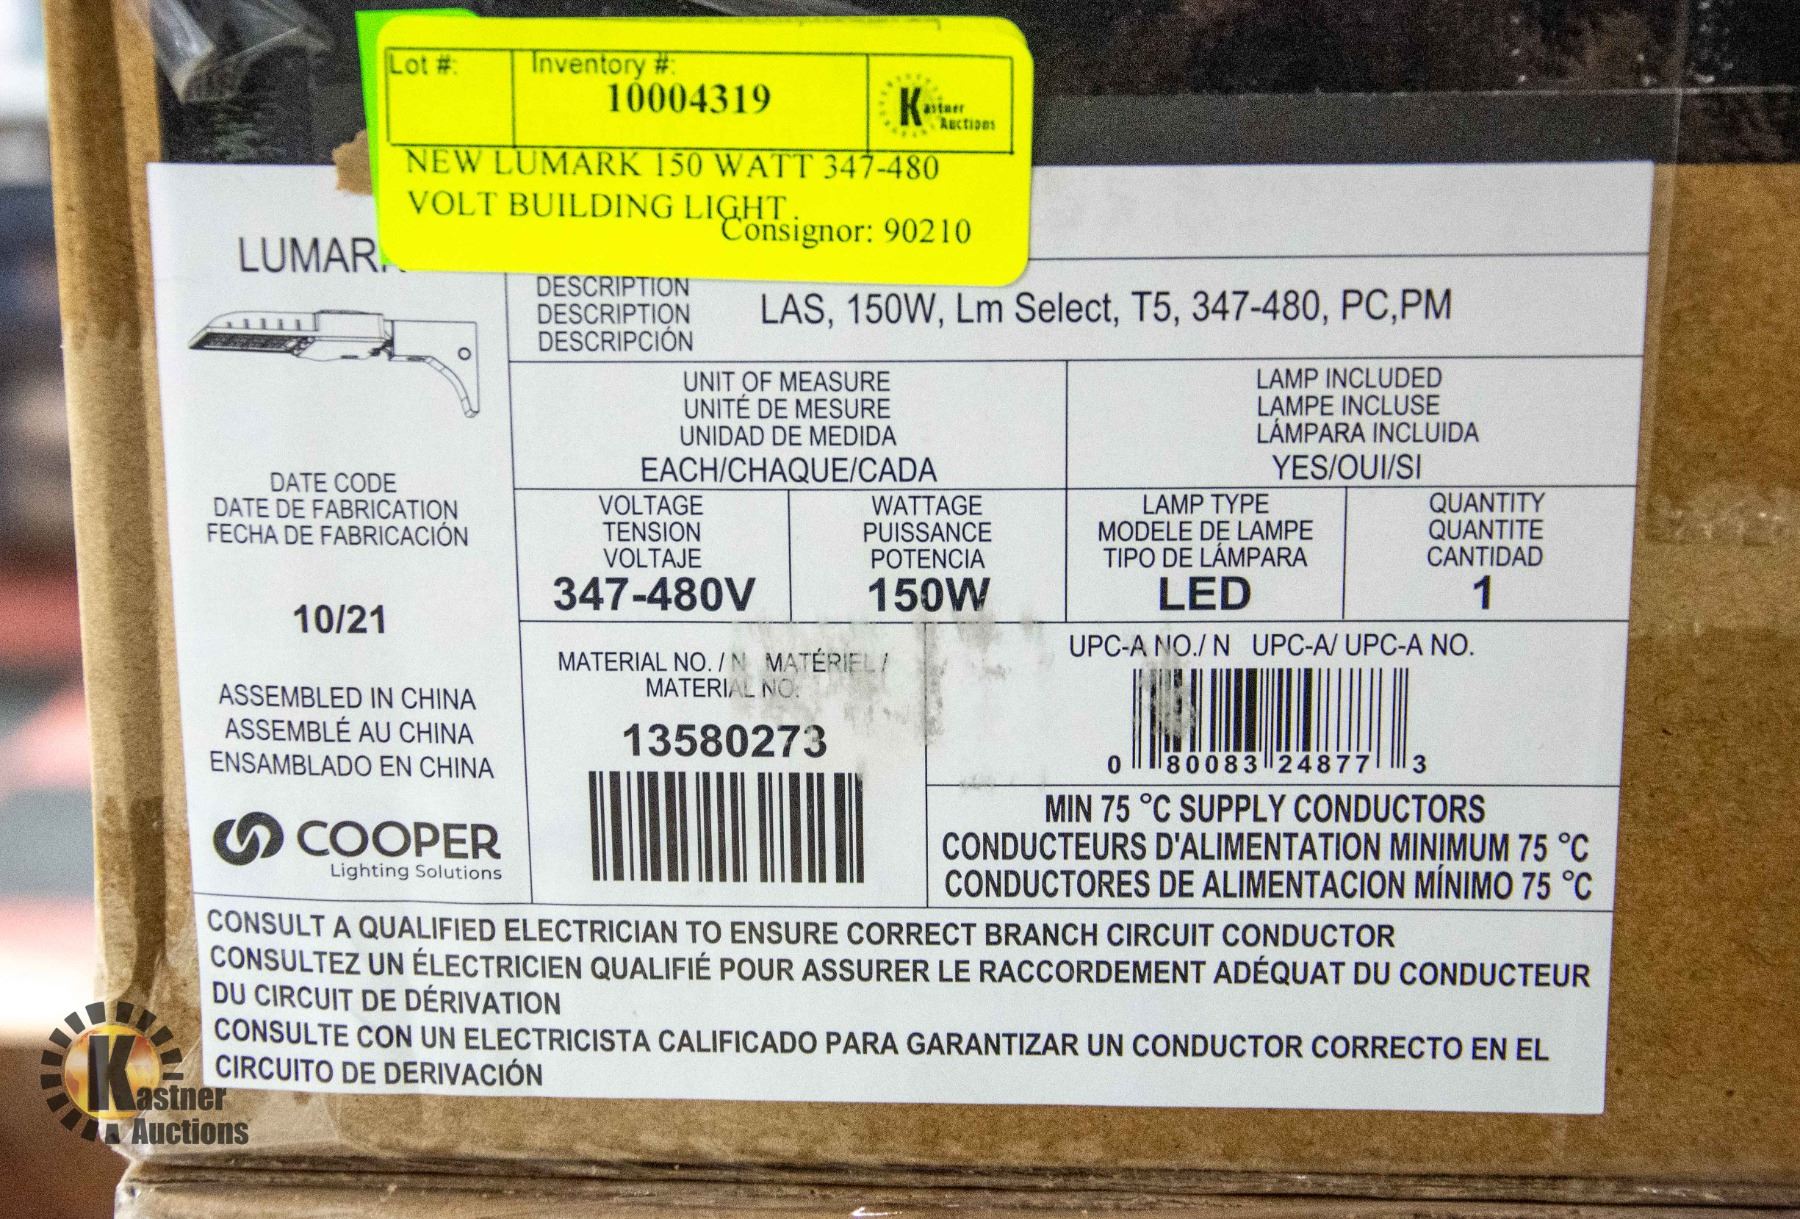 Lot #:
Inventory #:
10004319
Kastner
Auctions
NEW LUMARK 150 WATT 347-480
VOLT BUILDING LIGHT
Consignor: 90210
DESCRIPTION
DESCRIPTION
DESCRIPCIÓN
LAS, 150W, Lm Select, T5, 347-480, PC,PM
UNIT OF MEASURE
UNITÉ DE MESURE
UNIDAD DE MEDIDA
EACH/CHAQUE/CADA
LAMP INCLUDED
LAMPE INCLUSE
LÁMPARA INCLUIDA
YES/OUI/SI
DATE CODE
DATE DE FABRICATION
FECHA DE FABRICACIÓN
10/21
ASSEMBLED IN CHINA
ASSEMBLÉ AU CHINA
ENSAMBLADO EN CHINA
COOPER
Lighting Solutions
VOLTAGE
TENSION
VOLTAJE
347-480V
WATTAGE
PUISSANCE
POTENCIA
150W
LAMP TYPE
MODELE DE LAMPE
TIPO DE LÁMPARA
LED
QUANTITY
QUANTITE
CANTIDAD
1
MATERIAL NO. / N MATÉRIEL /
MATERIAL NO.
13580273
UPC-A NO./ N UPC-A/ UPC-A NO.
0 80083 24877 3
MIN 75 °C SUPPLY CONDUCTORS
CONDUCTEURS D'ALIMENTATION MINIMUM 75 °C
CONDUCTORES DE ALIMENTACION MÍNIMO 75 °C
CONSULT A QUALIFIED ELECTRICIAN TO ENSURE CORRECT BRANCH CIRCUIT CONDUCTOR
CONSULTEZ UN ÉLECTRICIEN QUALIFIÉ POUR ASSURER LE RACCORDEMENT ADÉQUAT DU CONDUCTEUR
DU CIRCUIT DE DÉRIVATION
CONSULTE CON UN ELECTRICISTA CALIFICADO PARA GARANTIZAR UN CONDUCTOR CORRECTO EN EL
CIRCUITO DE DERIVACIÓN
Kastner
Auctions